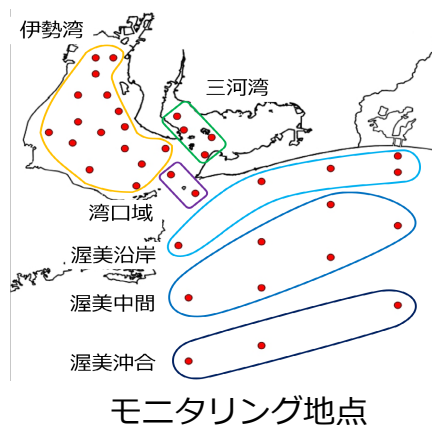 伊勢湾
三河湾
湾口域
渥美沿岸
渥美中間
渥美沖合
モニタリング地点